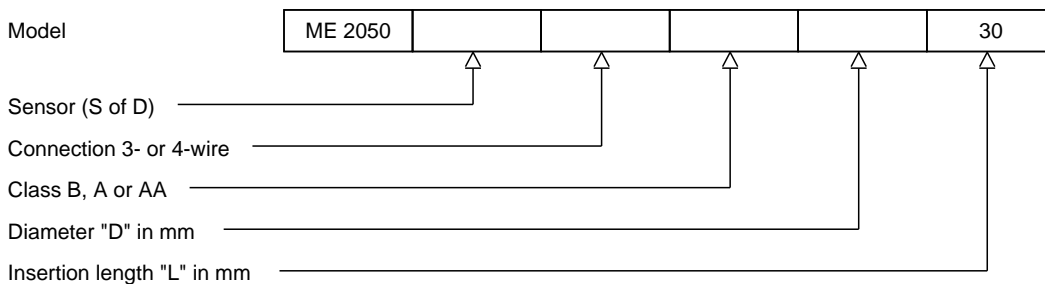 Model ME 2050 30
Sensor (S of D)
Connection 3- or 4-wire
Class B, A or AA
Diameter "D" in mm
Insertion length "L" in mm